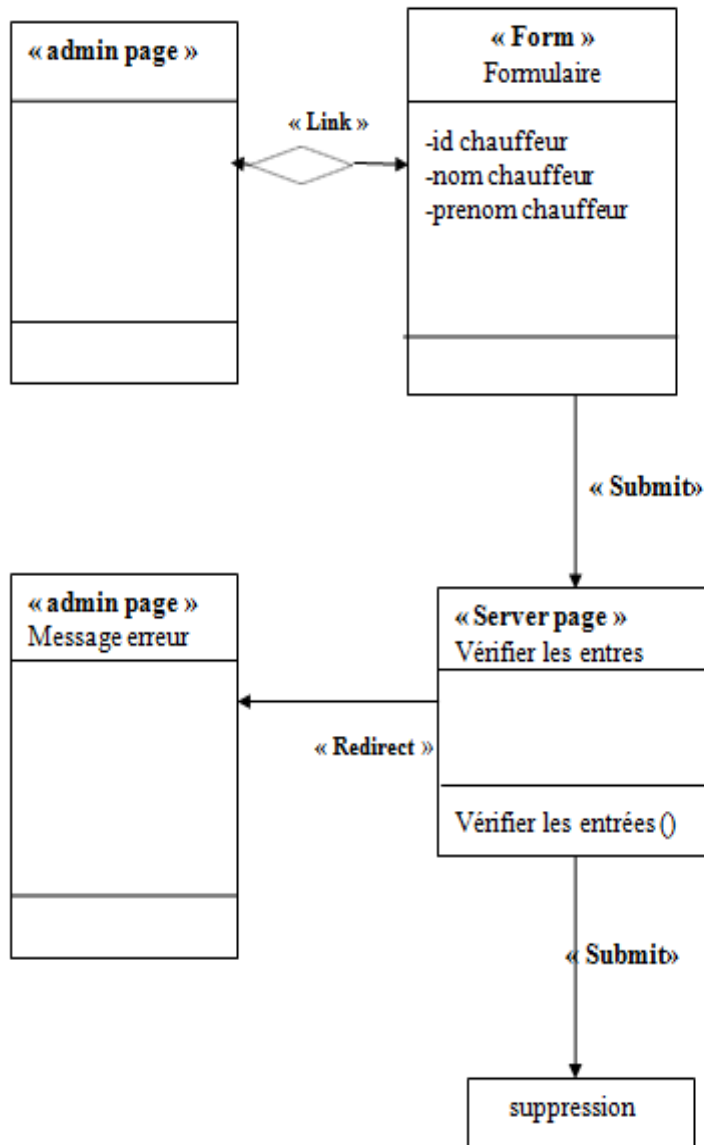 « admin page »
« Form »
Formulaire
« Link »
-id chauffeur
-nom chauffeur
-prenom chauffeur
« Submit»
« admin page »
Message erreur
« Server page »
Vérifier les entres
« Redirect »
Vérifier les entrées ()
« Submit»
suppression